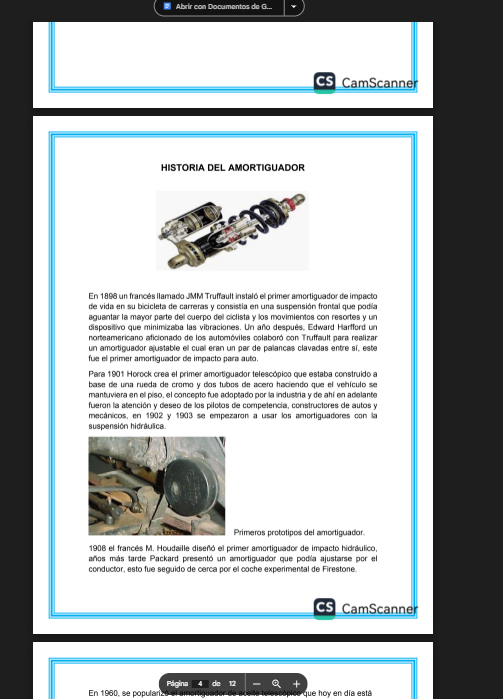 Abrir con Documentos de G...
CS CamScanner
HISTORIA DEL AMORTIGUADOR
En 1898 un francés llamado JMM Truffault instaló el primer amortiguador de impacto
de vida en su bicicleta de carreras y consistía en una suspensión frontal que podía
aguantar la mayor parte del cuerpo del ciclista y los movimientos con resortes y un
dispositivo que minimizaba las vibraciones. Un año después, Edward Harfford un
norteamericano aficionado de los automóviles colaboró con Truffault para realizar
un amortiguador ajustable el cual eran un par de palancas clavadas entre sí, este
fue el primer amortiguador de impacto para auto.
Para 1901 Horock crea el primer amortiguador telescópico que estaba construido a
base de una rueda de cromo y dos tubos de acero haciendo que el vehículo se
mantuviera en el piso, el concepto fue adoptado por la industria y de ahí en adelante
fueron la atención y deseo de los pilotos de competencia, constructores de autos y
mecánicos, en 1902 y 1903 se empezaron a usar los amortiguadores con la
suspensión hidráulica.
Primeros prototipos del amortiguador.
1908 el francés M. Houdaille diseñó el primer amortiguador de impacto hidráulico,
años más tarde Packard presentó un amortiguador que podía ajustarse por el
conductor, esto fue seguido de cerca por el coche experimental de Firestone.
CS CamScanner
Página 4 de 12
En 1960, se popularizó el amortiguador de aceite telescópico que hoy en día está